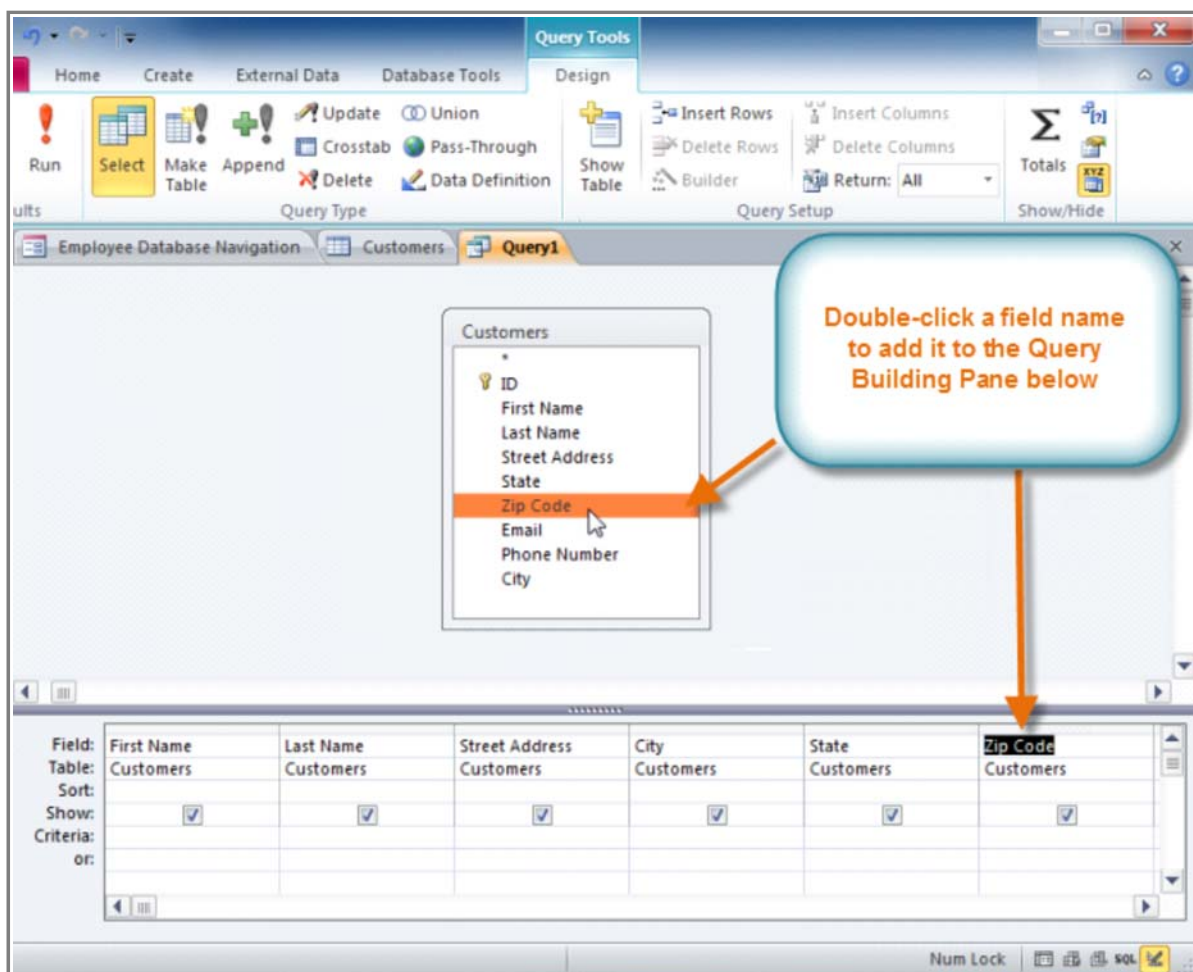 Query Tools
Home Create External Data Database Tools Design
Run
Select
Make Table
Append
Update
Crosstab
Delete
Union
Pass-Through
Data Definition
Show Table
Insert Rows
Delete Rows
Builder
Insert Columns
Delete Columns
Return: All
Σ
Totals
XYZ
ults Query Type Query Setup Show/Hide
Employee Database Navigation Customers Query1
Double-click a field name
to add it to the Query
Building Pane below
Customers
*
ID
First Name
Last Name
Street Address
State
Zip Code
Email
Phone Number
City
Field: First Name Last Name Street Address City State Zip Code
Table: Customers Customers Customers Customers Customers Customers
Sort:
Show:
Criteria:
or:
Num Lock SQL